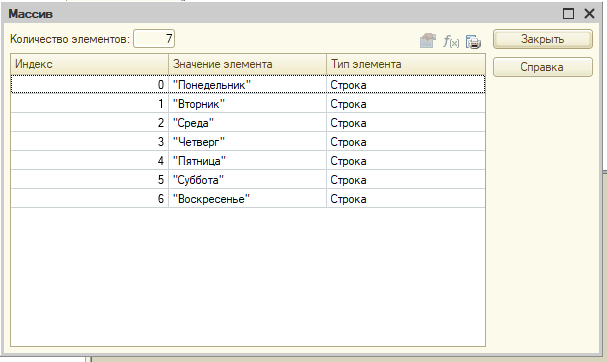 Массив
Количество элементов: 7
Закрыть
Справка
Индекс Значение элемента Тип элемента
0 "Понедельник" Строка
1 "Вторник" Строка
2 "Среда" Строка
3 "Четверг" Строка
4 "Пятница" Строка
5 "Суббота" Строка
6 "Воскресенье" Строка